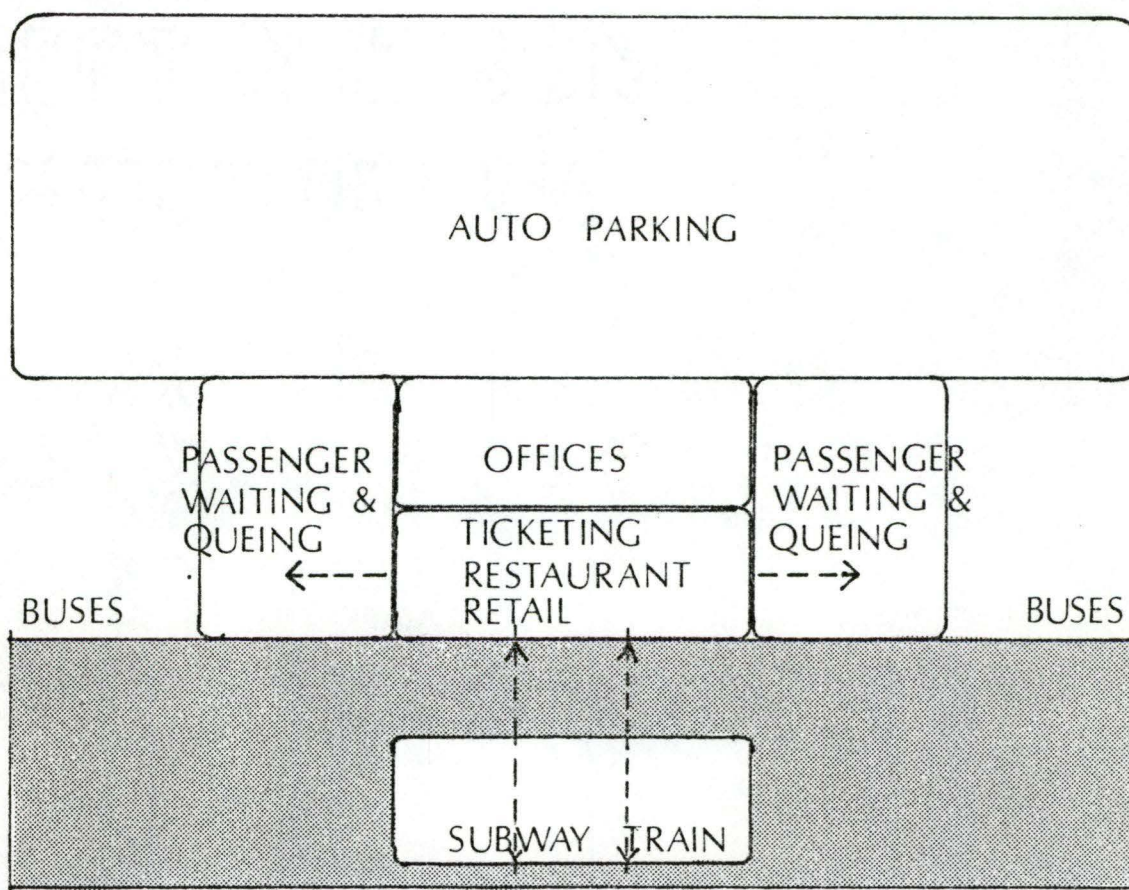 AUTO PARKING
PASSENGER
WAITING &
QUEING
OFFICES
TICKETING
RESTAURANT
RETAIL
PASSENGER
WAITING &
QUEING
BUSES
BUSES
SUBWAY TRAIN